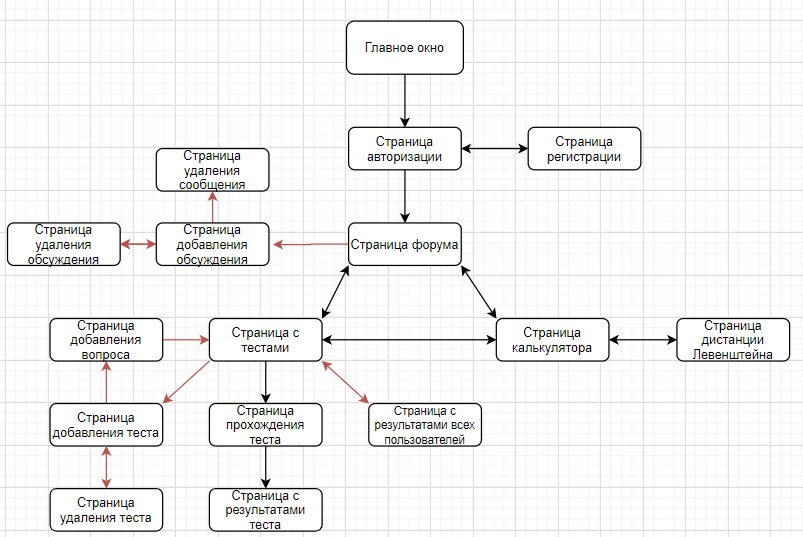 Главное окно
Страница
авторизации
Страница
регистрации
Страница
удаления
сообщения
Страница
удаления
обсуждения
Страница
добавления
обсуждения
Страница форума
Страница
добавления
вопроса
Страница с
тестами
Страница
калькулятора
Страница
дистанции
Левенштейна
Страница
добавления теста
Страница
прохождения
теста
Страница с
результатами всех
пользователей
Страница
удаления теста
Страница с
результатами
теста